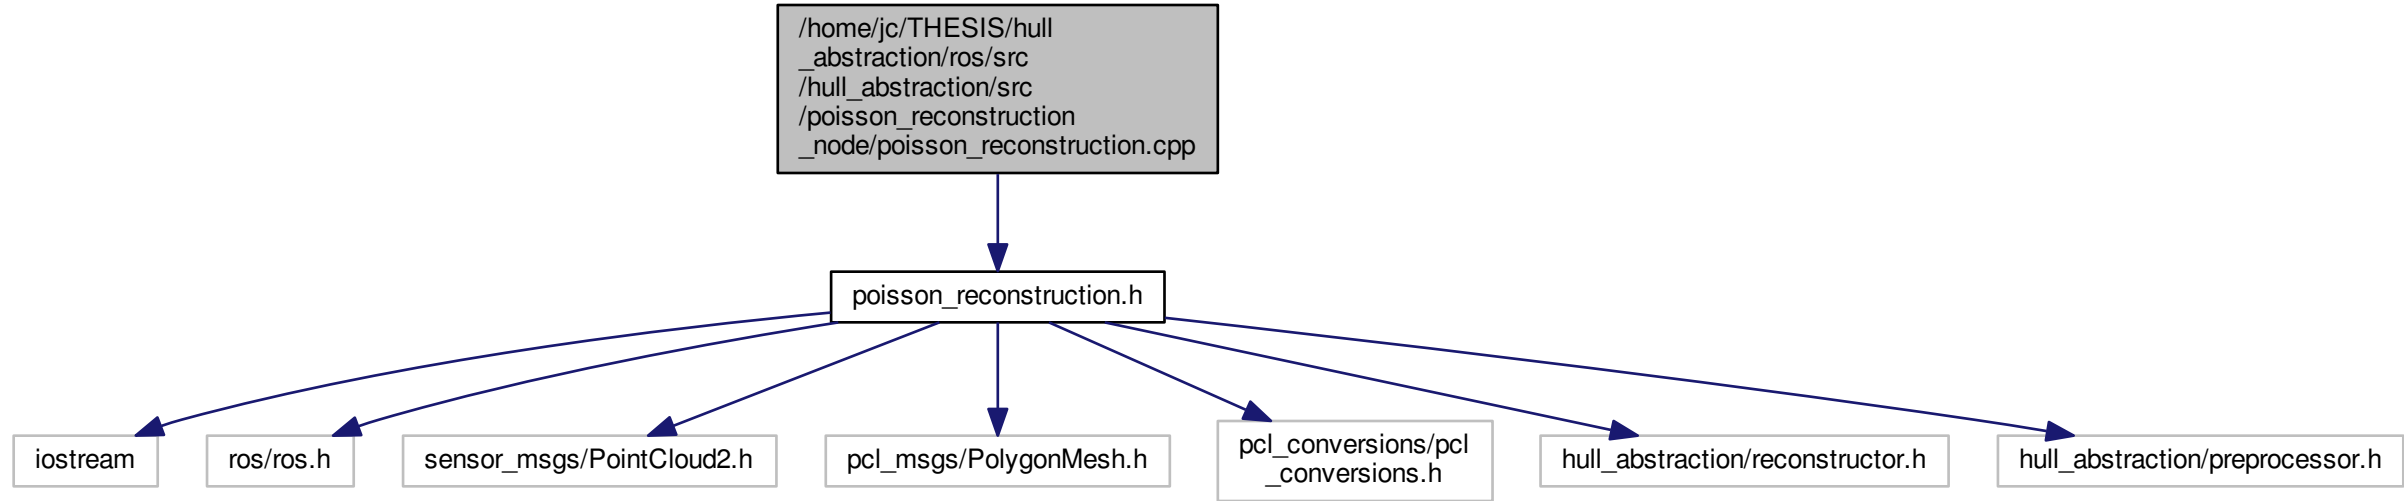 /home/jc/THESIS/hull
_abstraction/ros/src
/hull_abstraction/src
/poisson_reconstruction
_node/poisson_reconstruction.cpp
poisson_reconstruction.h
iostream
ros/ros.h
sensor_msgs/PointCloud2.h
pcl_msgs/PolygonMesh.h
pcl_conversions/pcl
_conversions.h
hull_abstraction/reconstructor.h
hull_abstraction/preprocessor.h